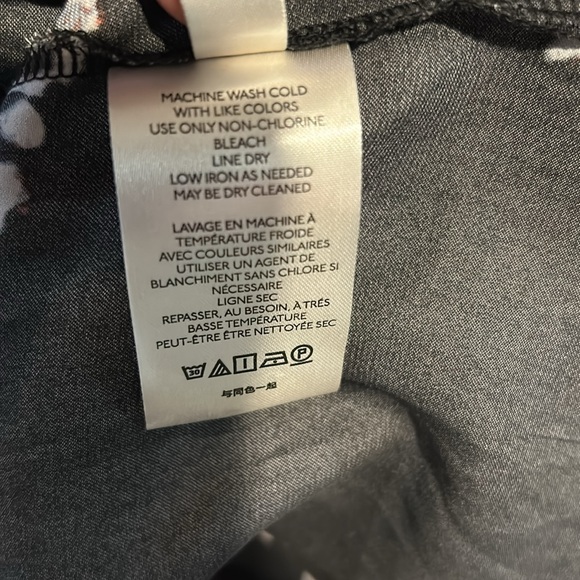 MACHINE WASH COLD
WITH LIKE COLORS
USE ONLY NON-CHLORINE
BLEACH
LINE DRY
LOW IRON AS NEEDED
MAY BE DRY CLEANED
LAVAGE EN MACHINE À
TEMPÉRATURE FROIDE
AVEC COULEURS SIMILAIRES
UTILISER UN AGENT DE
BLANCHIMENT SANS CHLORE SI
NÉCESSAIRE
LIGNE SEC
REPASSER, AU BESOIN, À TRÉS
BASSE TEMPÉRATURE
PEUT-ÊTRE ÊTRE NETTOYÉE SEC
30 P
与同色一起